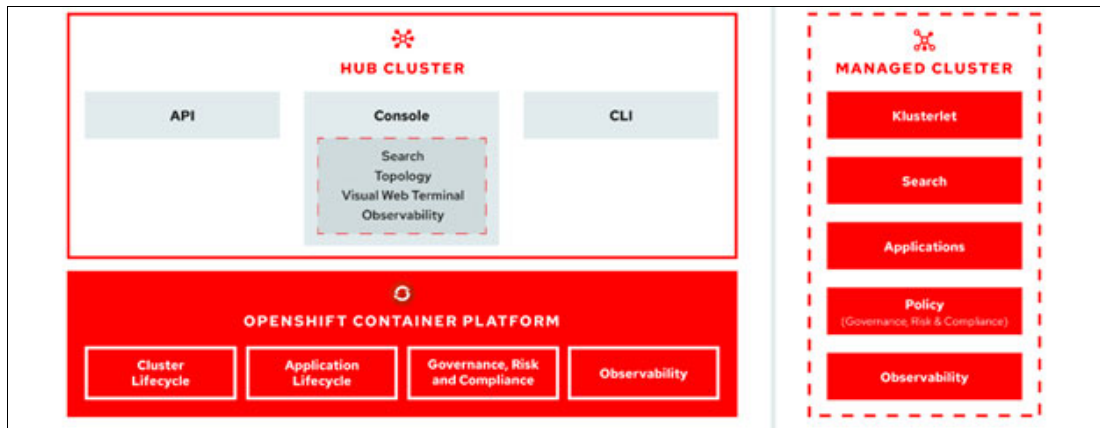 HUB CLUSTER
API
Console
Search
Topology
Visual Web Terminal
Observability
CLI
OPENSHIFT CONTAINER PLATFORM
Cluster
Lifecycle
Application
Lifecycle
Governance, Risk
and Compliance
Observability
MANAGED CLUSTER
Klusterlet
Search
Applications
Policy
(Governance, Risk & Compliance)
Observability